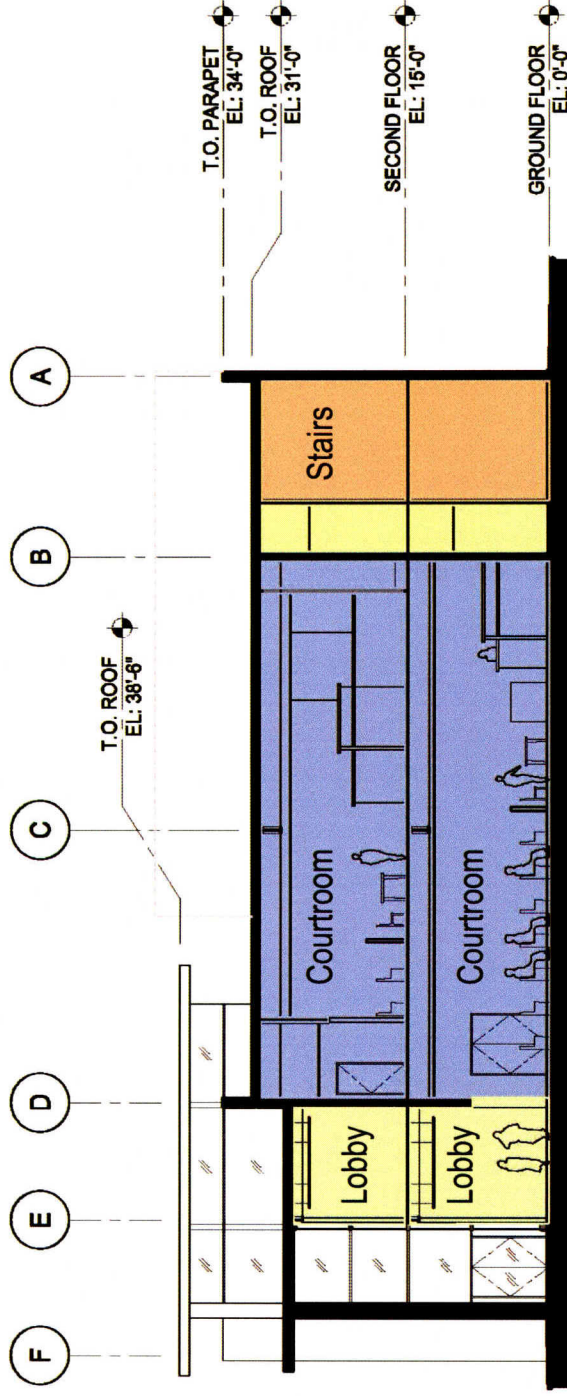 F
E
D
C
B
A
T.O. ROOF
EL: 38'-6"
T.O. PARAPET
EL: 34'-0"
T.O. ROOF
EL: 31'-0"
SECOND FLOOR
EL: 15'-0"
GROUND FLOOR
EL: 0'-0"
Lobby
Courtroom
Stairs
Lobby
Courtroom